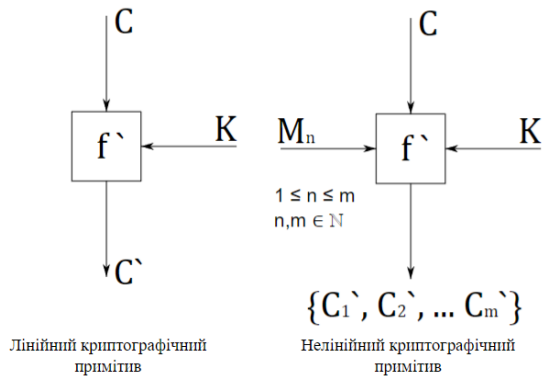 C
f`
K
C`
Лінійний криптографічний
примітив
C
Mn
f`
K
1 ≤ n ≤ m
n,m ∈ ℕ
{C1`, C2`, ... Cm`}
Нелінійний криптографічний
примітив